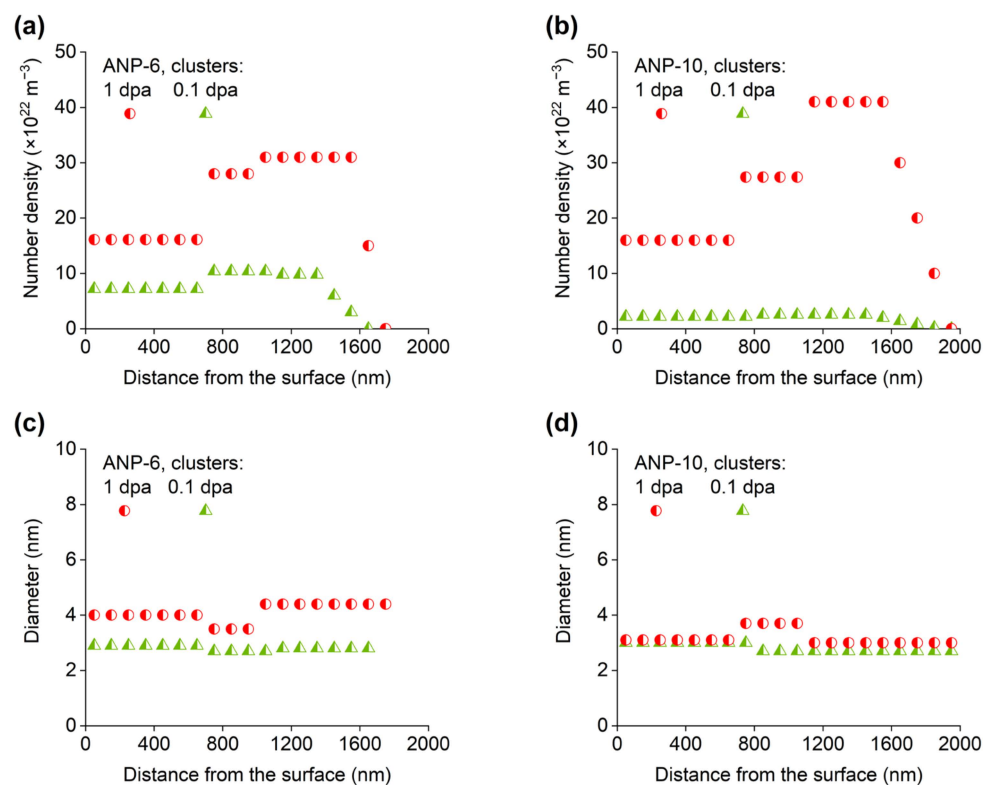 (a)
ANP-6, clusters:
1 dpa 0.1 dpa
50
40
30
20
10
0
Number density (×10²² m⁻³)
0 400 800 1200 1600 2000
Distance from the surface (nm)
(b)
ANP-10, clusters:
1 dpa 0.1 dpa
50
40
30
20
10
0
Number density (×10²² m⁻³)
0 400 800 1200 1600 2000
Distance from the surface (nm)
(c)
ANP-6, clusters:
1 dpa 0.1 dpa
10
8
6
4
2
0
Diameter (nm)
0 400 800 1200 1600 2000
Distance from the surface (nm)
(d)
ANP-10, clusters:
1 dpa 0.1 dpa
10
8
6
4
2
0
Diameter (nm)
0 400 800 1200 1600 2000
Distance from the surface (nm)